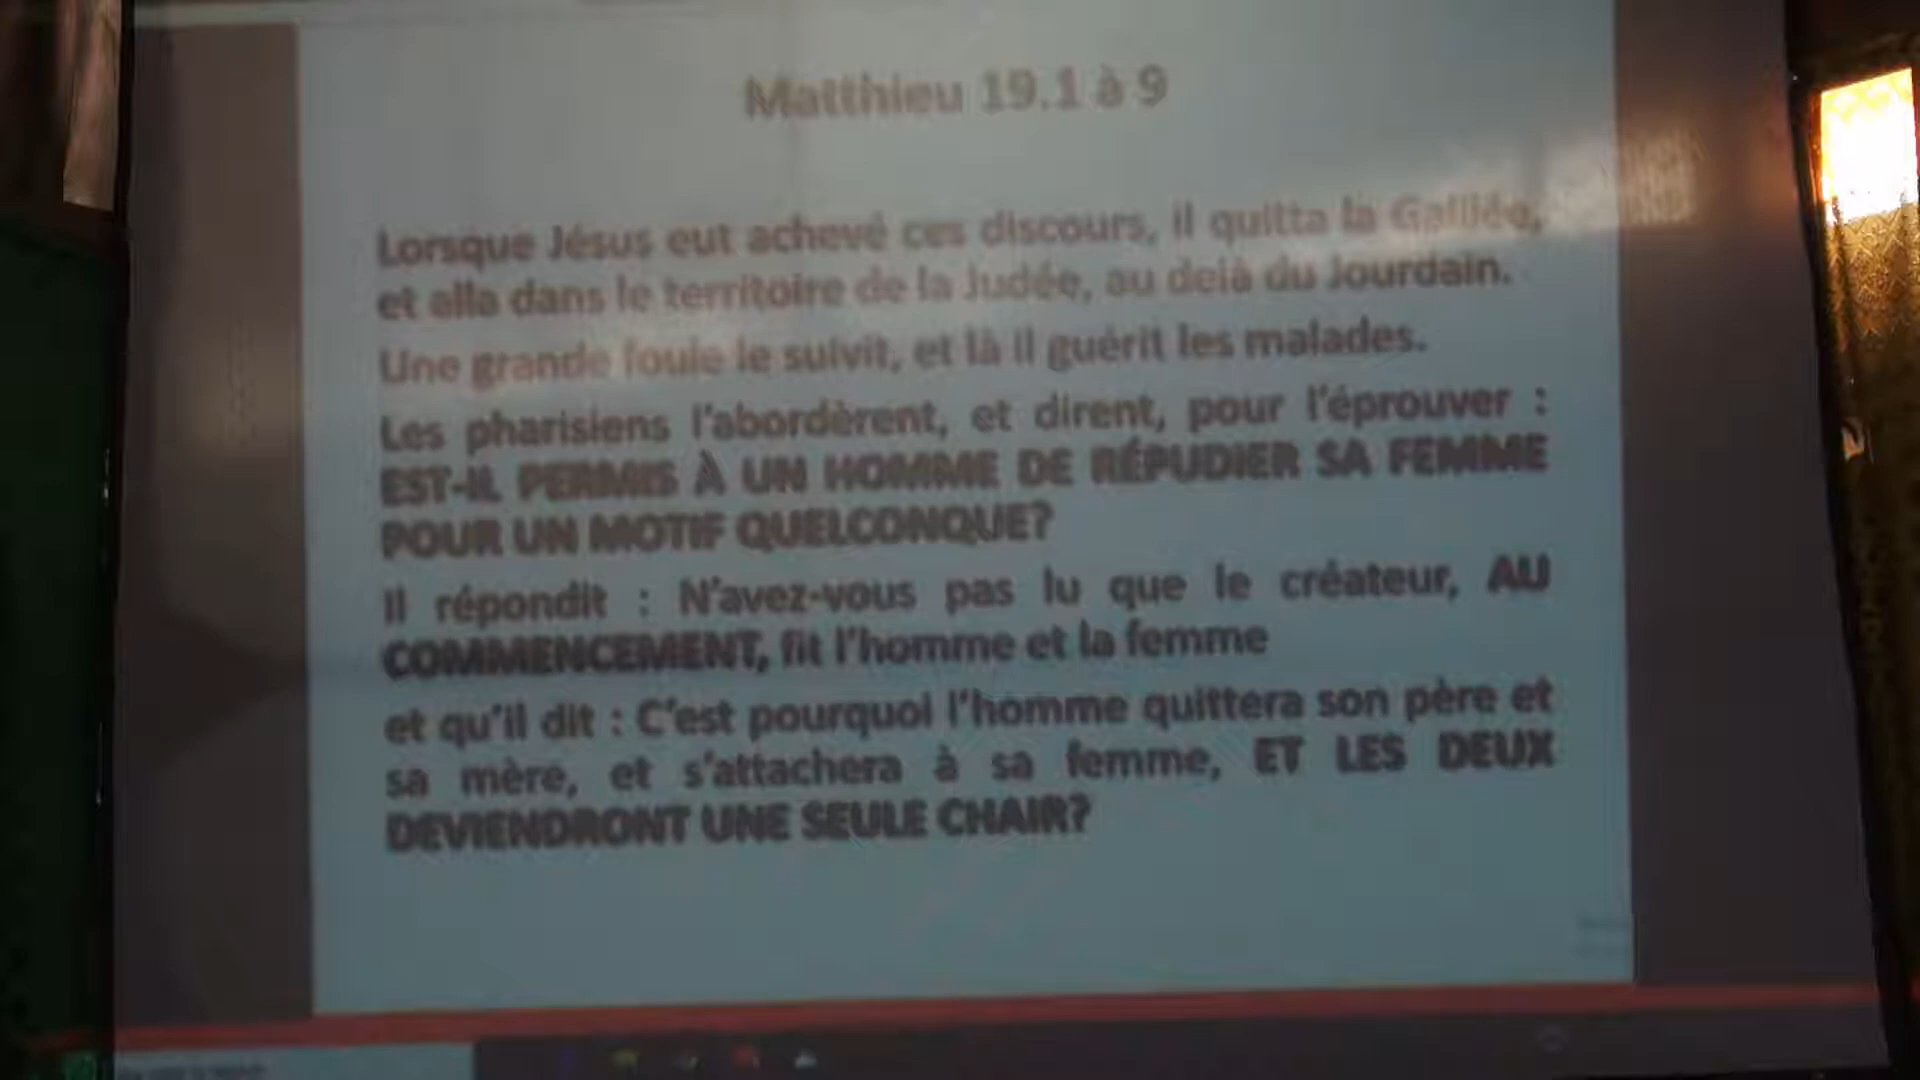 Matthieu 19.1 à 9
Lorsque Jésus eut achevé ces discours, il quitta la Galilée,
et alla dans le territoire de la Judée, au delà du Jourdain.
Une grande foule le suivit, et là il guérit les malades.
Les pharisiens l'abordèrent, et dirent, pour l'éprouver :
EST-IL PERMIS À UN HOMME DE RÉPUDIER SA FEMME
POUR UN MOTIF QUELCONQUE?
Il répondit : N'avez-vous pas lu que le créateur, AU
COMMENCEMENT, fit l'homme et la femme
et qu'il dit : C'est pourquoi l'homme quittera son père et
sa mère, et s'attachera à sa femme, ET LES DEUX
DEVIENDRONT UNE SEULE CHAIR?